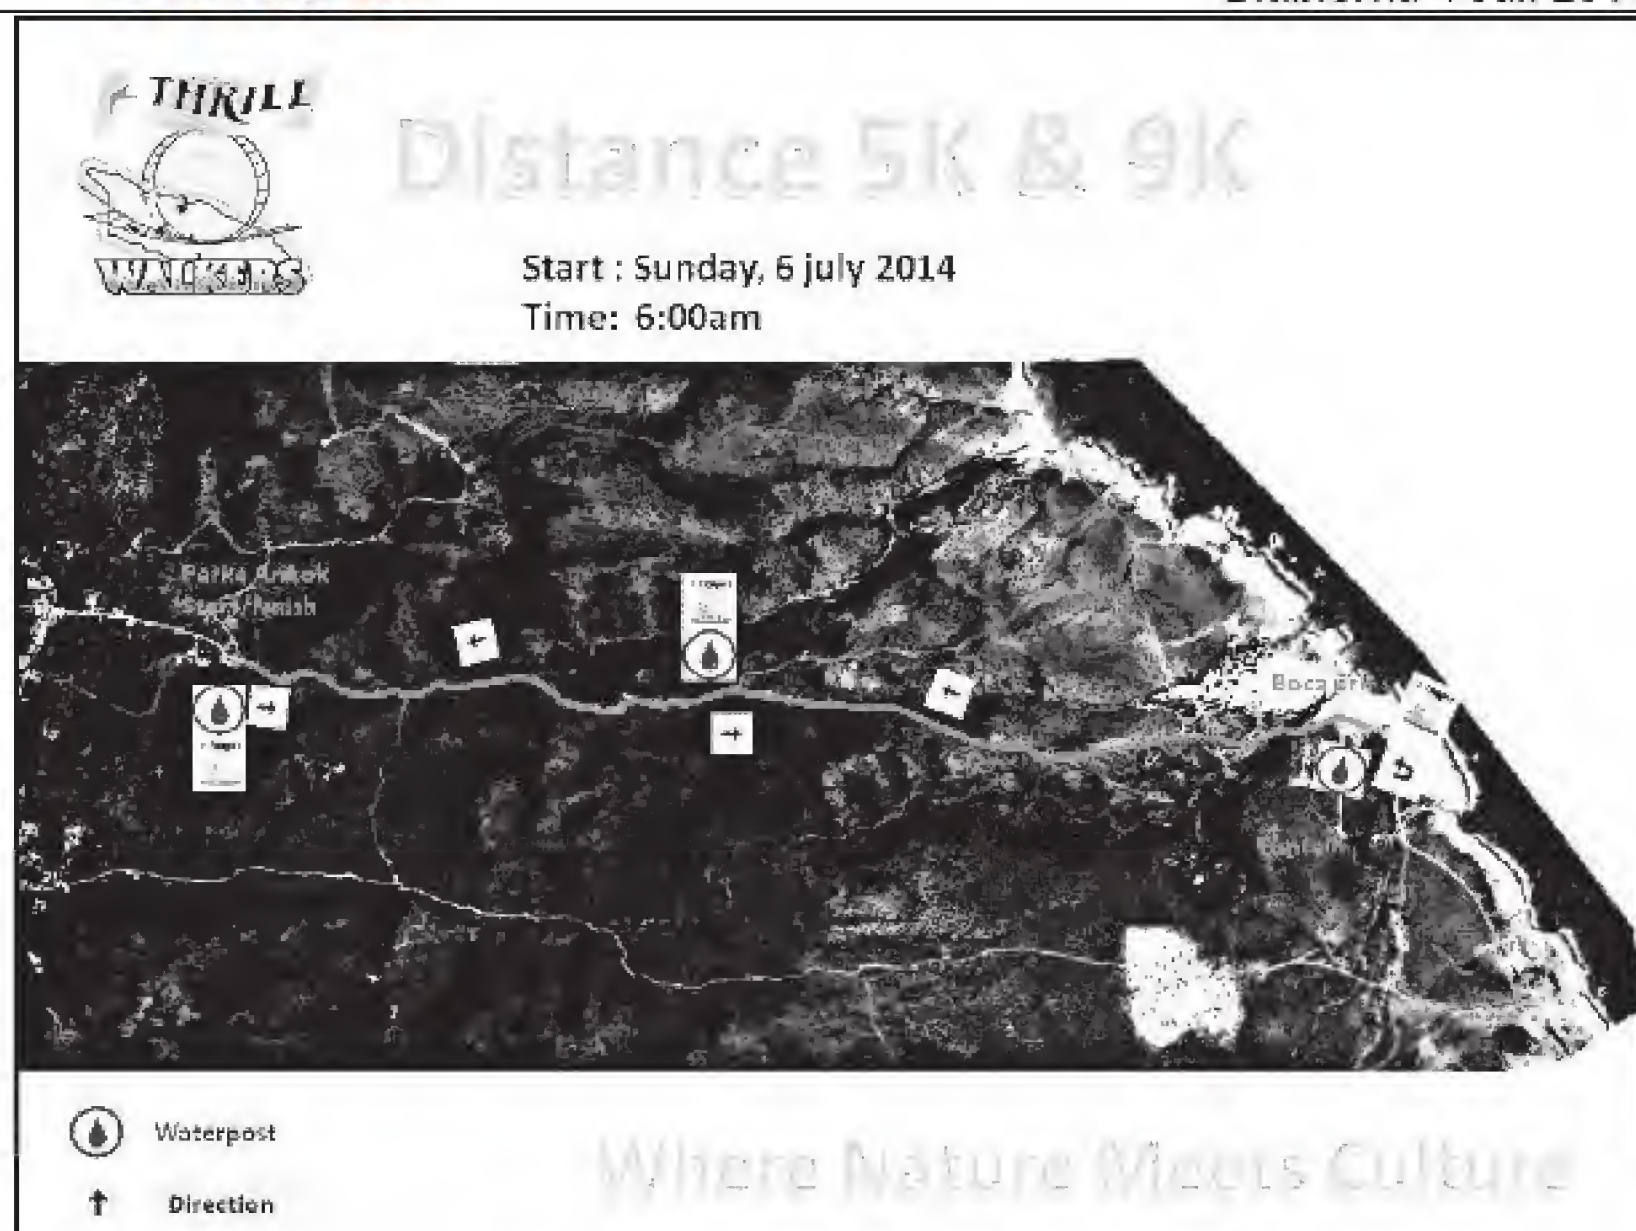 THRILL
WALKERS
Distance 5K & 9K
Start : Sunday, 6 july 2014
Time: 6:00am
Parke Arikok
Start/finish
Boca
Waterpost
Direction
Where Nature Meets Culture